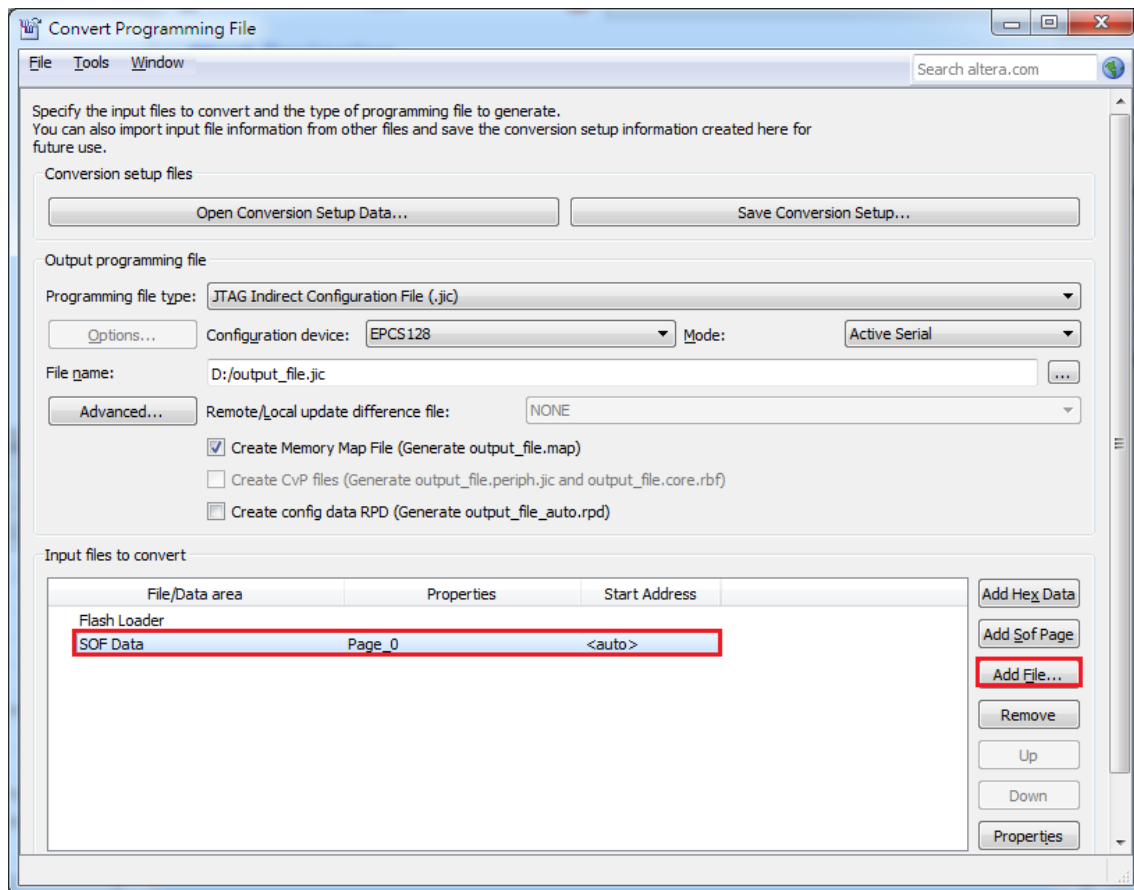 Convert Programming File
File Tools Window
Search altera.com
Specify the input files to convert and the type of programming file to generate.
You can also import input file information from other files and save the conversion setup information created here for
future use.
Conversion setup files
Open Conversion Setup Data...
Save Conversion Setup...
Output programming file
Programming file type: JTAG Indirect Configuration File (.jic)
Options... Configuration device: EPCS128 Mode: Active Serial
File name: D:/output_file.jic ...
Advanced... Remote/Local update difference file: NONE
Create Memory Map File (Generate output_file.map)
Create CvP files (Generate output_file.periph.jic and output_file.core.rbf)
Create config data RPD (Generate output_file_auto.rpd)
Input files to convert
File/Data area Properties Start Address
Flash Loader
SOF Data Page_0 <auto>
Add Hex Data
Add Sof Page
Add File...
Remove
Up
Down
Properties